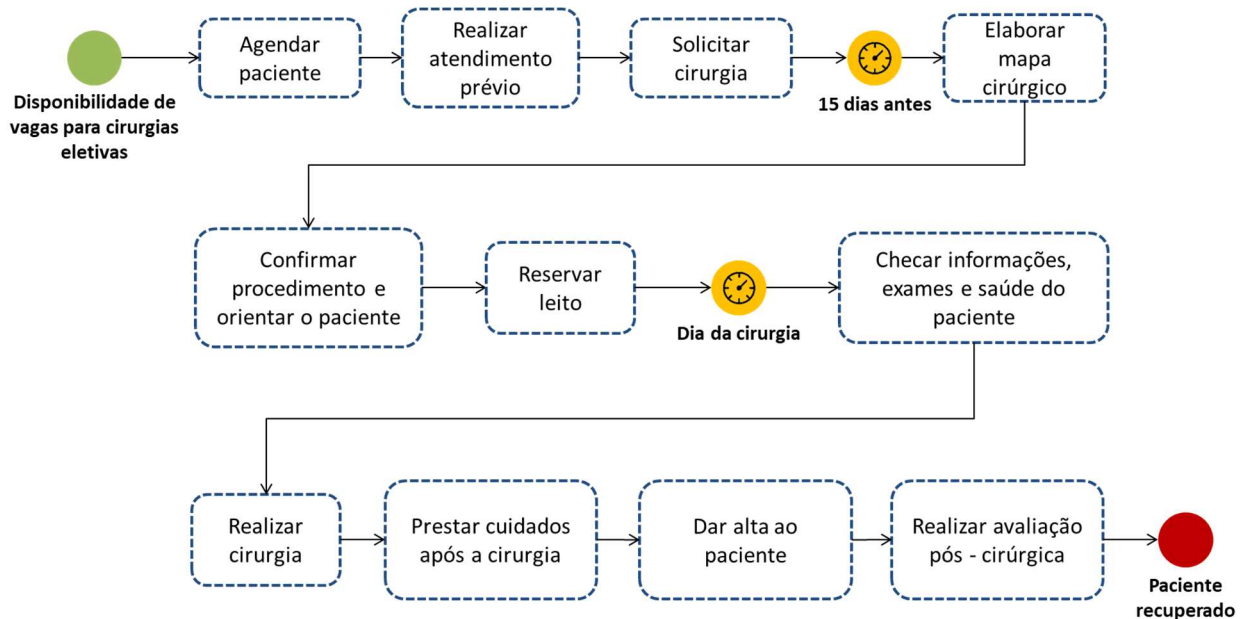 Disponibilidade de
vagas para cirurgias
eletivas
Agendar
paciente
Realizar
atendimento
prévio
Solicitar
cirurgia
15 dias antes
Elaborar
mapa
cirúrgico
Confirmar
procedimento e
orientar o paciente
Reservar
leito
Dia da cirurgia
Checar informações,
exames e saúde do
paciente
Realizar
cirurgia
Prestar cuidados
após a cirurgia
Dar alta ao
paciente
Realizar avaliação
pós - cirúrgica
Paciente
recuperado